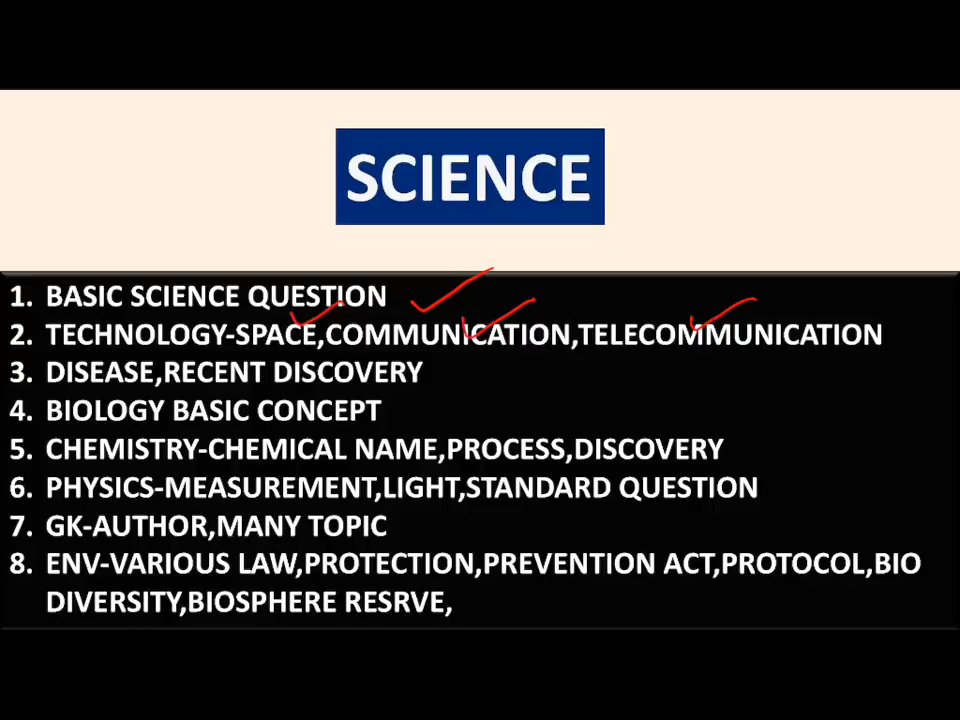 SCIENCE
1. BASIC SCIENCE QUESTION
2. TECHNOLOGY-SPACE,COMMUNICATION,TELECOMMUNICATION
3. DISEASE,RECENT DISCOVERY
4. BIOLOGY BASIC CONCEPT
5. CHEMISTRY-CHEMICAL NAME,PROCESS,DISCOVERY
6. PHYSICS-MEASUREMENT,LIGHT,STANDARD QUESTION
7. GK-AUTHOR,MANY TOPIC
8. ENV-VARIOUS LAW,PROTECTION,PREVENTION ACT,PROTOCOL,BIO
DIVERSITY,BIOSPHERE RESRVE,